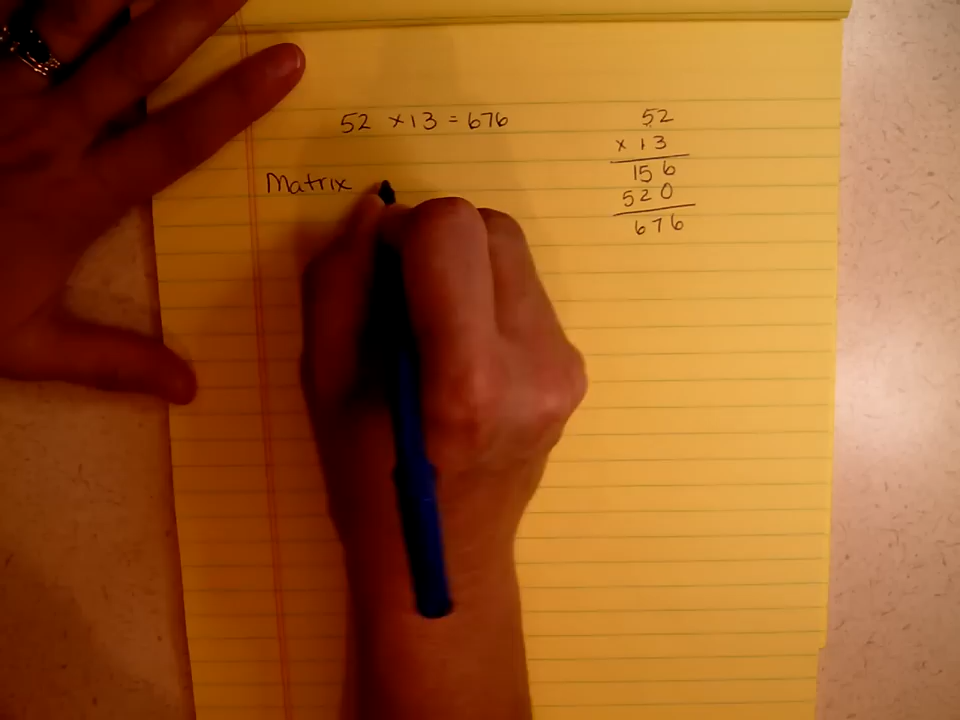 52 ×13 = 676
Matrix
52
× 13
156
520
676